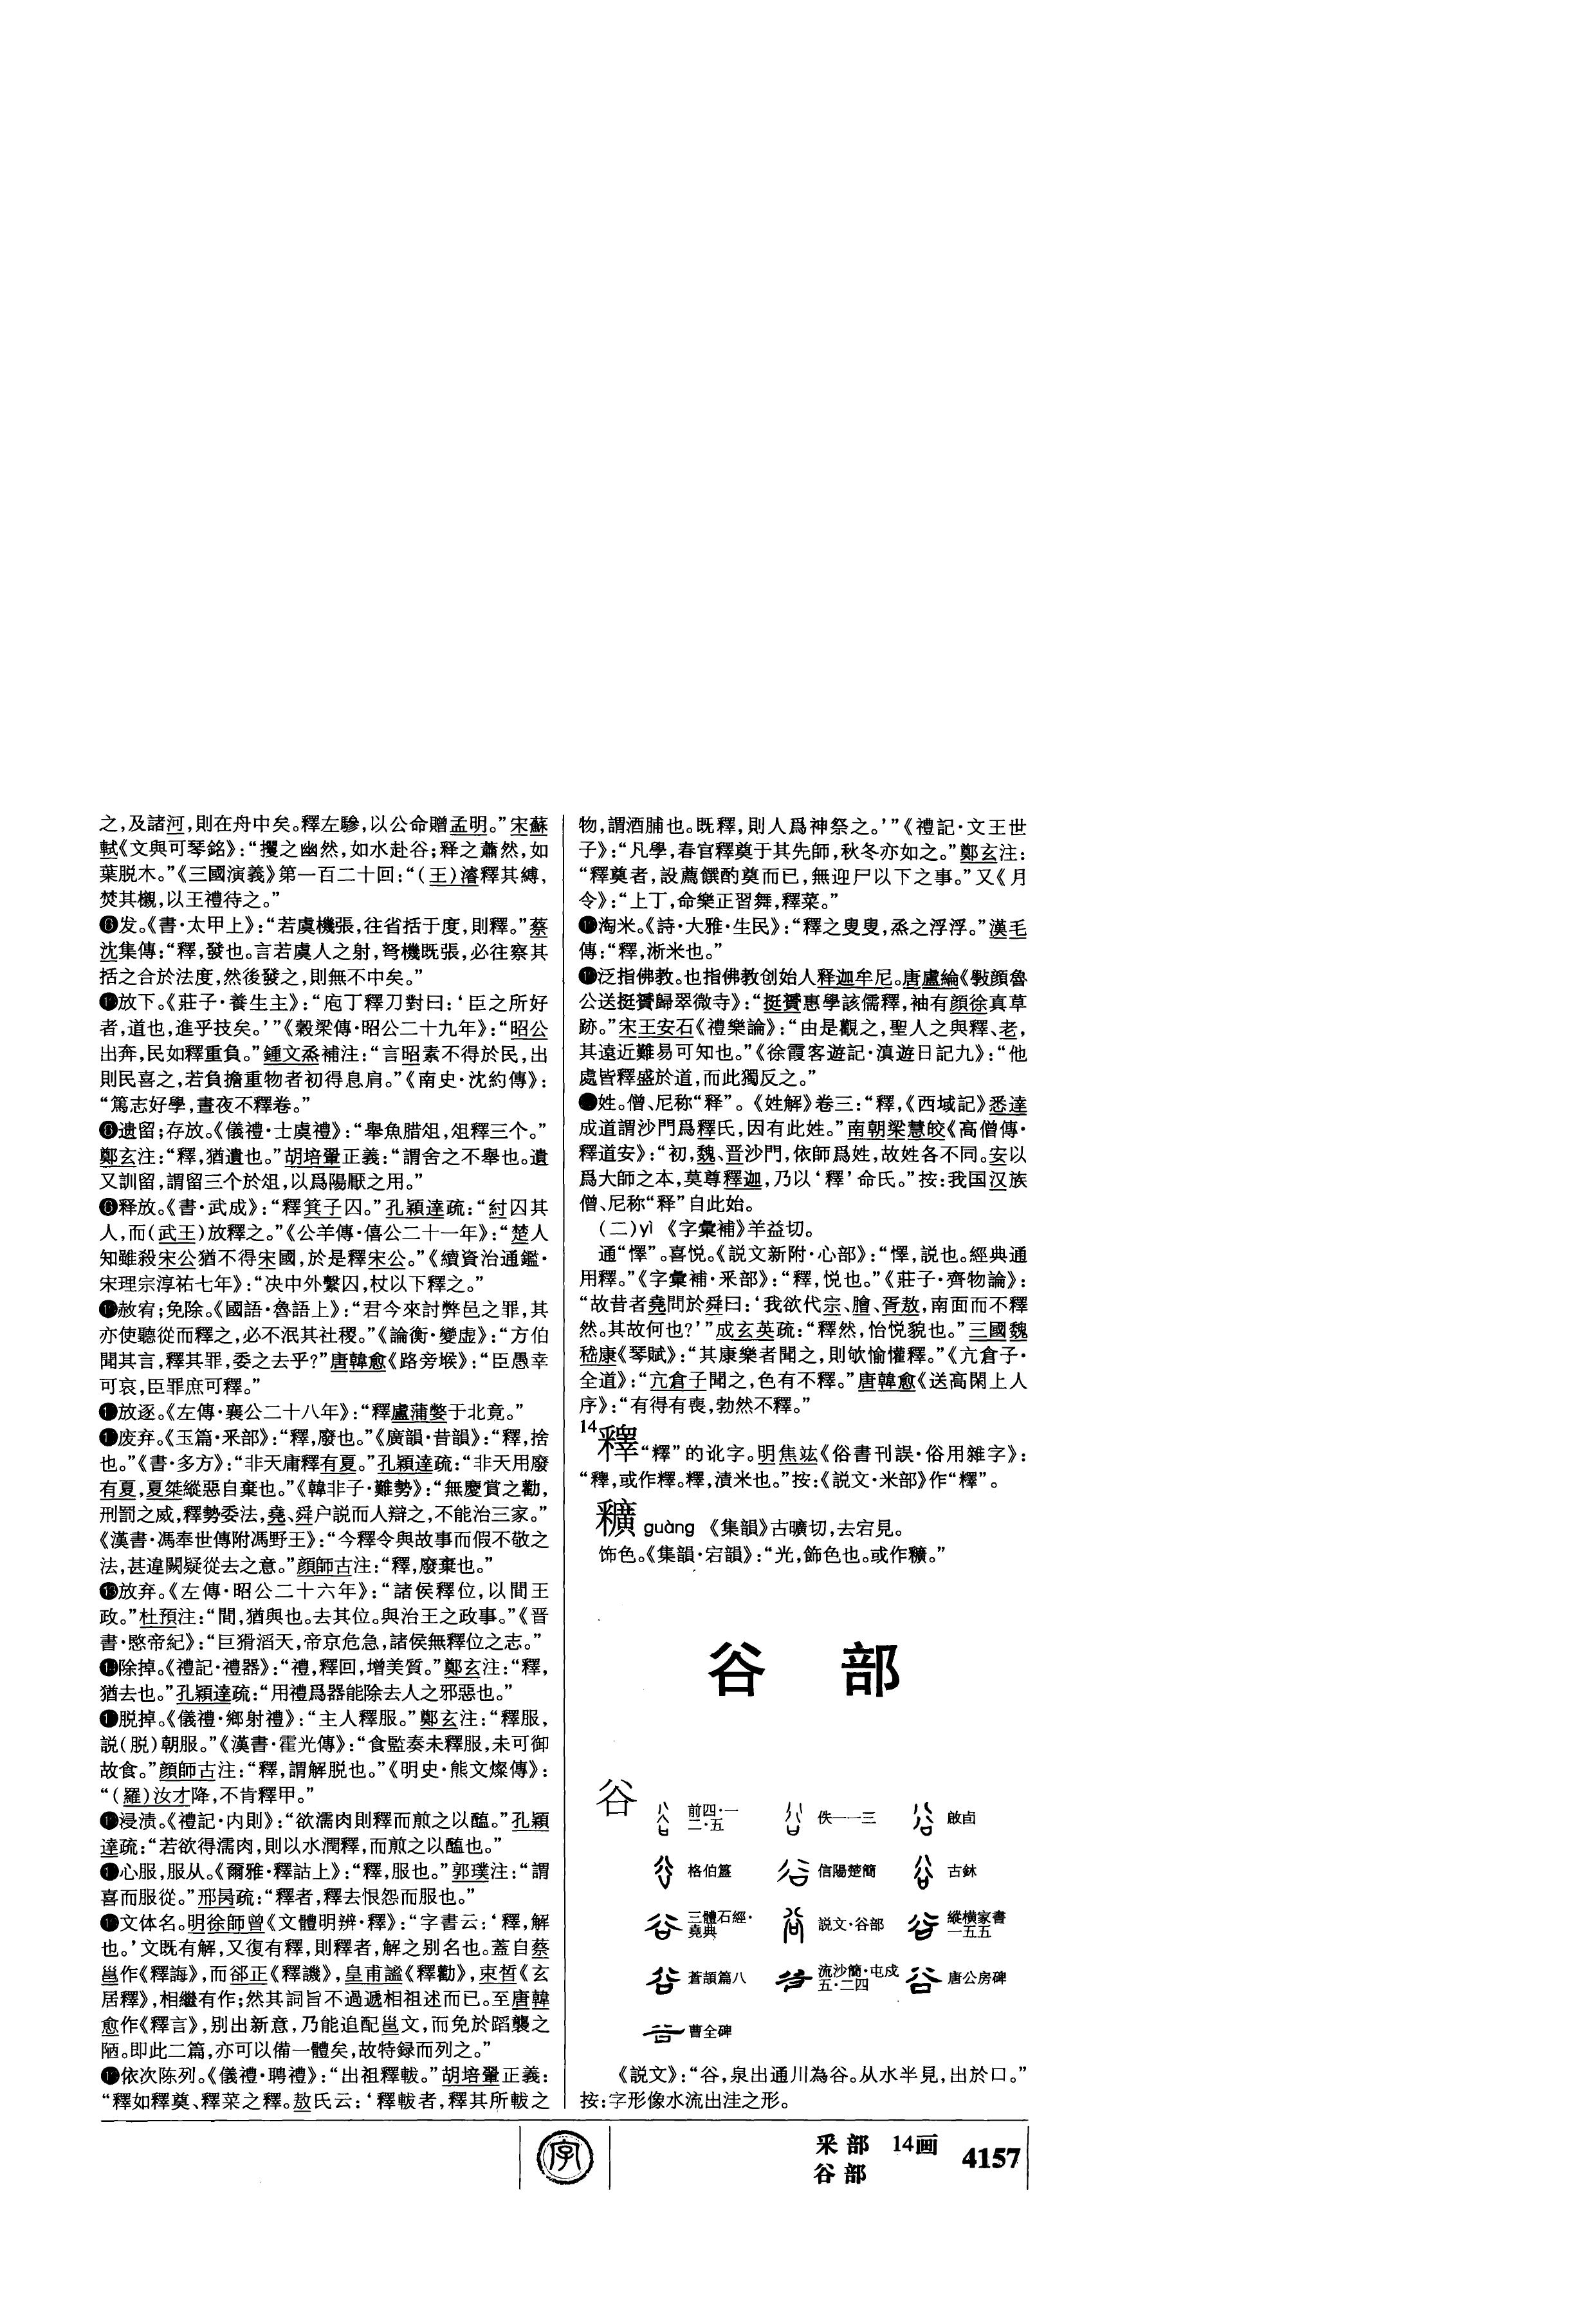 之，及諸河，則在舟中矣。釋左驂，以公命贈孟明。”宋蘇
軾《文與可琴銘》：“攫之幽然，如水赴谷；释之蕭然，如
葉脱木。”《三國演義》第一百二十回：“（王）濬釋其縛，
焚其櫬，以王禮待之。”
发。《書·太甲上》：“若虞機張，往省括于度，則釋。”蔡
沈集傳：“釋，發也。言若虞人之射，弩機既張，必往察其
括之合於法度，然後發之，則無不中矣。”
放下。《莊子·養生主》：“庖丁釋刀對曰：‘臣之所好
者，道也，進乎技矣。’”《穀梁傳·昭公二十九年》：“昭公
出奔，民如釋重負。”鍾文烝補注：“言昭素不得於民，出
則民喜之，若負擔重物者初得息肩。”《南史·沈約傳》：
“篤志好學，晝夜不釋卷。”
遗留；存放。《儀禮·士虞禮》：“舉魚腊俎，俎釋三个。”
鄭玄注：“釋，猶遺也。”胡培翬正義：“謂舍之不舉也。遺
又訓留，謂留三个於俎，以爲陽厭之用。”
释放。《書·武成》：“釋箕子囚。”孔穎達疏：“紂囚其
人，而（武王）放釋之。”《公羊傳·僖公二十一年》：“楚人
知雖殺宋公猶不得宋國，於是釋宋公。”《續資治通鑑·
宋理宗淳祐七年》：“决中外繫囚，杖以下釋之。”
赦宥；免除。《國語·魯語上》：“君今來討弊邑之罪，其
亦使聽從而釋之，必不泯其社稷。”《論衡·變虚》：“方伯
聞其言，釋其罪，委之去乎？”唐韓愈《路旁堠》：“臣愚幸
可哀，臣罪庶可釋。”
放逐。《左傳·襄公二十八年》：“釋盧蒲嫳于北竟。”
废弃。《玉篇·釆部》：“釋，廢也。”《廣韻·昔韻》：“釋，捨
也。”《書·多方》：“非天庸釋有夏。”孔穎達疏：“非天用廢
有夏，夏桀縱惡自棄也。”《韓非子·難勢》：“無慶賞之勸，
刑罰之威，釋勢委法，堯、舜户説而人辯之，不能治三家。”
《漢書·馮奉世傳附馮野王》：“今釋令與故事而假不敬之
法，甚違闕疑從去之意。”顔師古注：“釋，廢棄也。”
放弃。《左傳·昭公二十六年》：“諸侯釋位，以間王
政。”杜預注：“間，猶與也。去其位。與治王之政事。”《晋
書·愍帝紀》：“巨猾滔天，帝京危急，諸侯無釋位之志。”
除掉。《禮記·禮器》：“禮，釋回，增美質。”鄭玄注：“釋，
猶去也。”孔穎達疏：“用禮爲器能除去人之邪惡也。”
脱掉。《儀禮·鄉射禮》：“主人釋服。”鄭玄注：“釋服，
説（脱）朝服。”《漢書·霍光傳》：“食監奏未釋服，未可御
故食。”顔師古注：“釋，謂解脱也。”《明史·熊文燦傳》：
“（羅）汝才降，不肯釋甲。”
浸渍。《禮記·内則》：“欲濡肉則釋而煎之以醢。”孔穎
達疏：“若欲得濡肉，則以水潤釋，而煎之以醢也。”
心服，服从。《爾雅·釋詁上》：“釋，服也。”郭璞注：“謂
喜而服從。”邢昺疏：“釋者，釋去恨怨而服也。”
文体名。明徐師曾《文體明辨·釋》：“字書云：‘釋，解
也。’文既有解，又復有釋，則釋者，解之别名也。蓋自蔡
邕作《釋誨》，而郤正《釋譏》，皇甫謐《釋勸》，束晳《玄
居釋》，相繼有作；然其詞旨不過遞相祖述而已。至唐韓
愈作《釋言》，别出新意，乃能追配邕文，而免於蹈襲之
陋。即此二篇，亦可以備一體矣，故特録而列之。”
依次陈列。《儀禮·聘禮》：“出祖釋軷。”胡培翬正義：
“釋如釋奠、釋菜之釋。敖氏云：‘釋軷者，釋其所軷之
物，謂酒脯也。既釋，則人爲神祭之。’”《禮記·文王世
子》：“凡學，春官釋奠于其先師，秋冬亦如之。”鄭玄注：
“釋奠者，設薦饌酌奠而已，無迎尸以下之事。”又《月
令》：“上丁，命樂正習舞，釋菜。”
淘米。《詩·大雅·生民》：“釋之叟叟，烝之浮浮。”漢毛
傳：“釋，淅米也。”
泛指佛教。也指佛教创始人释迦牟尼。唐盧綸《敩顔魯
公送挺贇歸翠微寺》：“挺贇惠學該儒釋，袖有顔徐真草
跡。”宋王安石《禮樂論》：“由是觀之，聖人之與釋、老，
其遠近難易可知也。”《徐霞客遊記·滇遊日記九》：“他
處皆釋盛於道，而此獨反之。”
姓。僧、尼称“释”。《姓解》卷三：“釋，《西域記》悉達
成道謂沙門爲釋氏，因有此姓。”南朝梁慧皎《高僧傳·
釋道安》：“初，魏、晋沙門，依師爲姓，故姓各不同。安以
爲大師之本，莫尊釋迦，乃以‘釋’命氏。”按：我国汉族
僧、尼称“释”自此始。
（二）yì 《字彙補》羊益切。
通“懌”。喜悦。《説文新附·心部》：“懌，説也。經典通
用釋。”《字彙補·釆部》：“釋，悦也。”《莊子·齊物論》：
“故昔者堯問於舜曰：‘我欲代宗、膾、胥敖，南面而不釋
然。其故何也？’”成玄英疏：“釋然，怡悦貌也。”三國魏
嵇康《琴賦》：“其康樂者聞之，則欨愉懽釋。”《亢倉子·
全道》：“亢倉子聞之，色有不釋。”唐韓愈《送高閑上人
序》：“有得有喪，勃然不釋。”
14
“釋”的讹字。明焦竑《俗書刊誤·俗用雜字》：
，或作釋。釋，漬米也。”按：《説文·米部》作“釋”。
guàng 《集韻》古曠切，去宕見。
饰色。《集韻·宕韻》：“光，飾色也。或作。”
谷 部
谷 前四·一二·五 佚一一三 啟卣
格伯簋 信陽楚簡 古鉥
三體石經·堯典 説文·谷部 縱横家書一五五
蒼頡篇八 流沙簡·屯戍五·二四 唐公房碑
曹全碑
《説文》：“谷，泉出通川為谷。从水半見，出於口。”
按：字形像水流出洼之形。
字
釆部 14画 4157
谷部